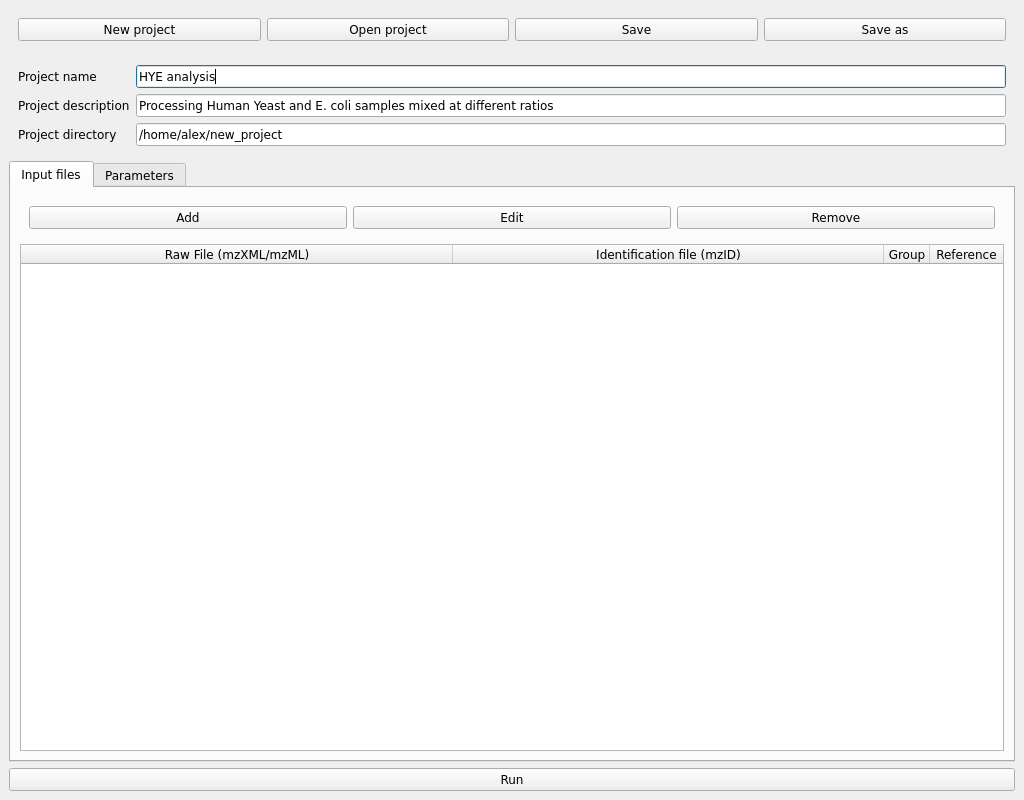 New project Open project Save Save as
Project name HYE analysis
Project description Processing Human Yeast and E. coli samples mixed at different ratios
Project directory /home/alex/new_project
Input files Parameters
Add Edit Remove
Raw File (mzXML/mzML) Identification file (mzID) Group Reference
Run